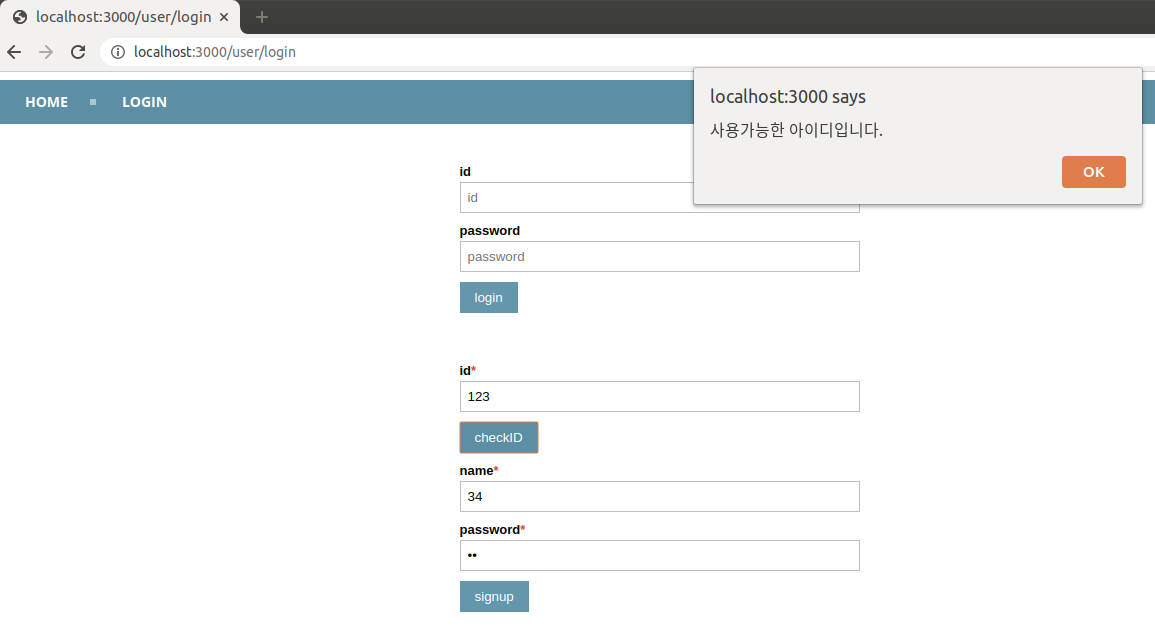 localhost:3000/user/login
localhost:3000/user/login
HOME LOGIN
localhost:3000 says
사용가능한 아이디입니다.
OK
id
id
password
password
login
id*
123
checkID
name*
34
password*
••
signup